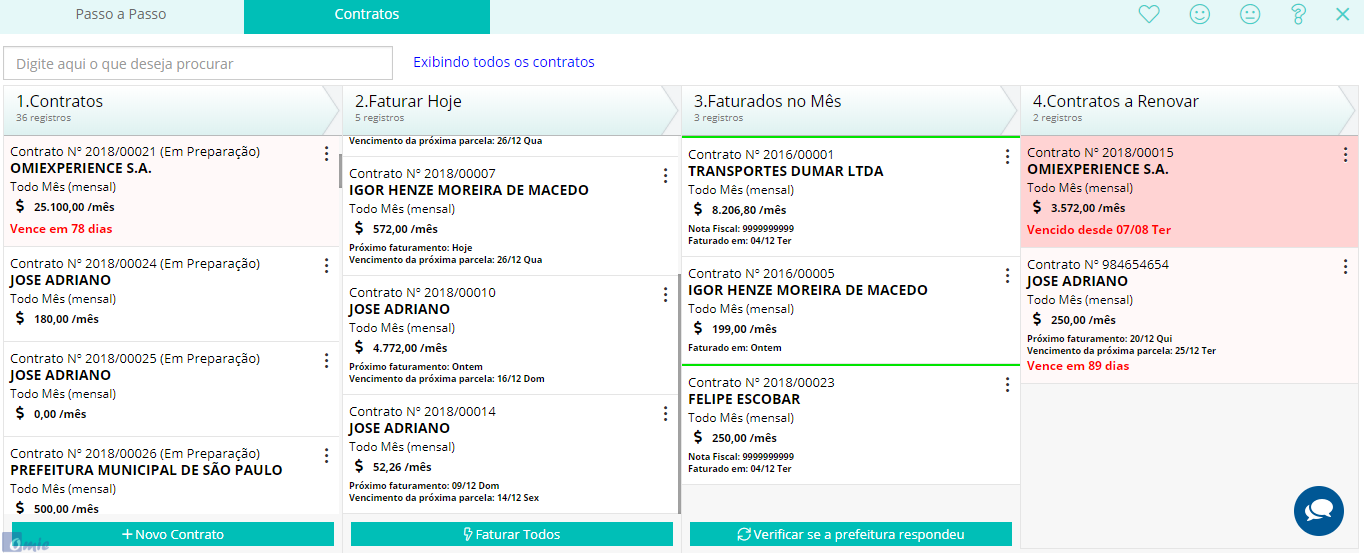 Passo a Passo
Contratos
Digite aqui o que deseja procurar
Exibindo todos os contratos
1.Contratos
36 registros
Contrato Nº 2018/00021 (Em Preparação)
OMIEXPERIENCE S.A.
Todo Mês (mensal)
$ 25.100,00 /mês
Vence em 78 dias
Contrato Nº 2018/00024 (Em Preparação)
JOSE ADRIANO
Todo Mês (mensal)
$ 180,00 /mês
Contrato Nº 2018/00025 (Em Preparação)
JOSE ADRIANO
Todo Mês (mensal)
$ 0,00 /mês
Contrato Nº 2018/00026 (Em Preparação)
PREFEITURA MUNICIPAL DE SÃO PAULO
Todo Mês (mensal)
$ 500,00 /mês
Novo Contrato
2.Faturar Hoje
5 registros
Vencimento da próxima parcela: 26/12 Qua
Contrato Nº 2018/00007
IGOR HENZE MOREIRA DE MACEDO
Todo Mês (mensal)
$ 572,00 /mês
Próximo faturamento: Hoje
Vencimento da próxima parcela: 26/12 Qua
Contrato Nº 2018/00010
JOSE ADRIANO
Todo Mês (mensal)
$ 4.772,00 /mês
Próximo faturamento: Ontem
Vencimento da próxima parcela: 16/12 Dom
Contrato Nº 2018/00014
JOSE ADRIANO
Todo Mês (mensal)
$ 52,26 /mês
Próximo faturamento: 09/12 Dom
Vencimento da próxima parcela: 14/12 Sex
Faturar Todos
3.Faturados no Mês
3 registros
Contrato Nº 2016/00001
TRANSPORTES DUMAR LTDA
Todo Mês (mensal)
$ 8.206,80 /mês
Nota Fiscal: 9999999999
Faturado em: 04/12 Ter
Contrato Nº 2016/00005
IGOR HENZE MOREIRA DE MACEDO
Todo Mês (mensal)
$ 199,00 /mês
Faturado em: Ontem
Contrato Nº 2018/00023
FELIPE ESCOBAR
Todo Mês (mensal)
$ 250,00 /mês
Nota Fiscal: 9999999999
Faturado em: 04/12 Ter
Verificar se a prefeitura respondeu
4.Contratos a Renovar
2 registros
Contrato Nº 2018/00015
OMIEXPERIENCE S.A.
Todo Mês (mensal)
$ 3.572,00 /mês
Vencido desde 07/08 Ter
Contrato Nº 984654654
JOSE ADRIANO
Todo Mês (mensal)
$ 250,00 /mês
Próximo faturamento: 20/12 Qui
Vencimento da próxima parcela: 25/12 Ter
Vence em 89 dias
Omie